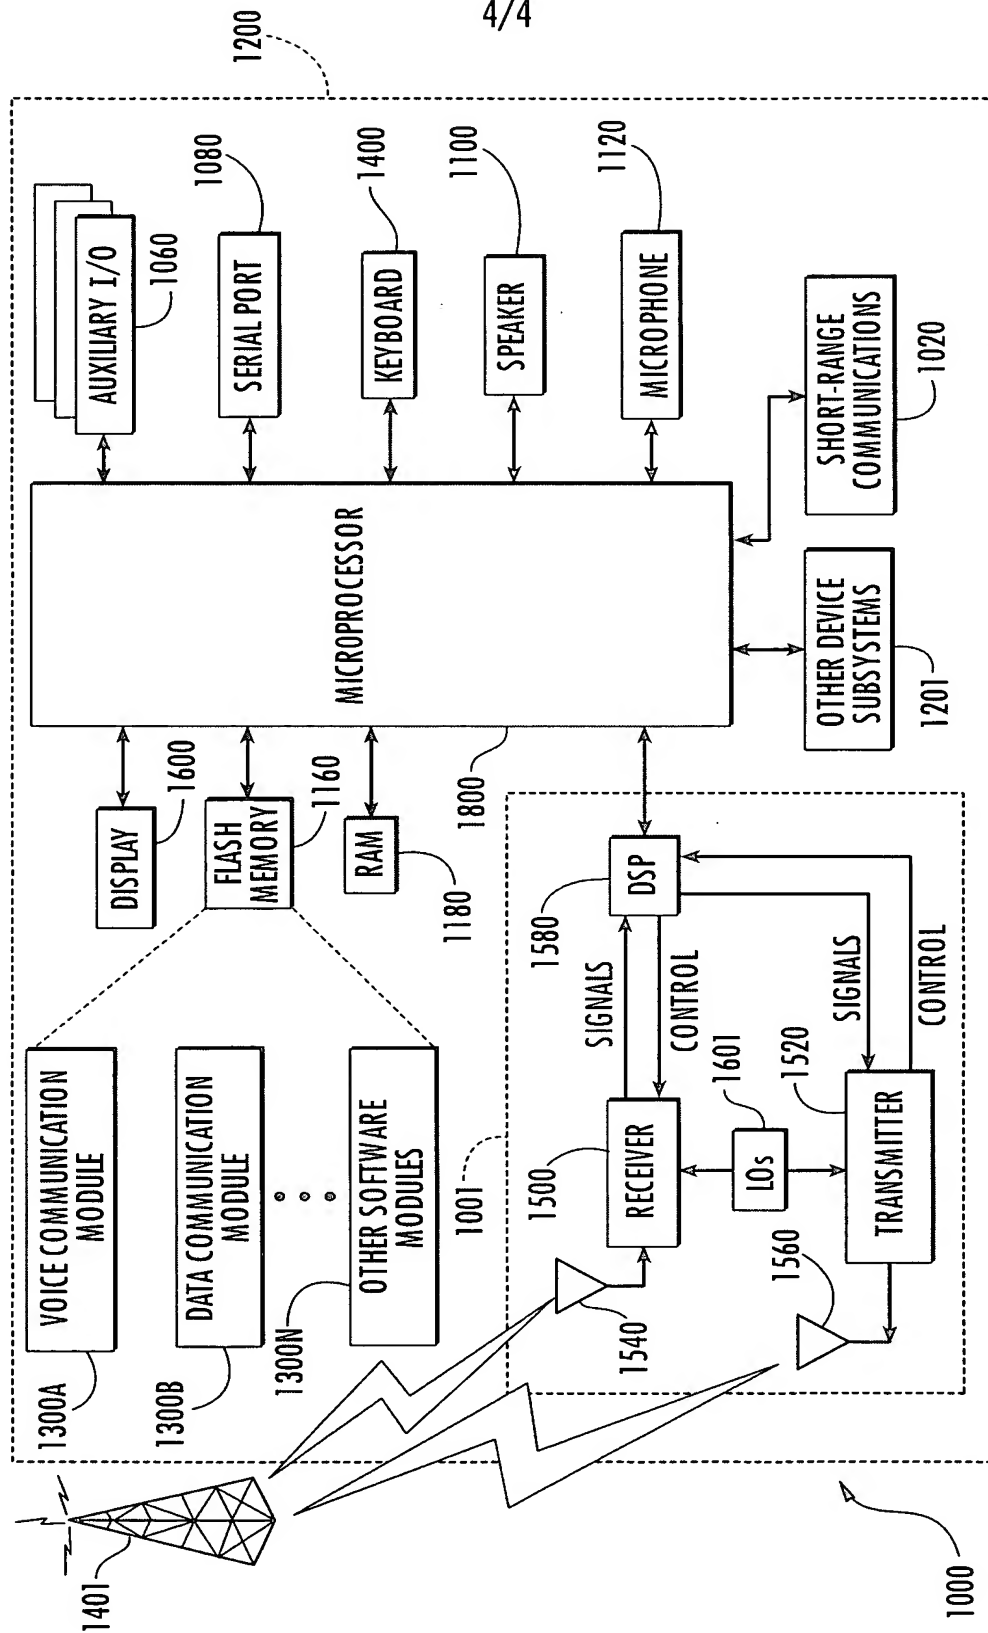 4/4
1200
AUXILIARY I/O
1060
SERIAL PORT
1080
KEYBOARD
1400
SPEAKER
1100
MICROPHONE
1120
SHORT-RANGE
COMMUNICATIONS
1020
OTHER DEVICE
SUBSYSTEMS
1201
MICROPROCESSOR
1800
DISPLAY
1600
FLASH
MEMORY
1160
RAM
1180
VOICE COMMUNICATION
MODULE
1300A
DATA COMMUNICATION
MODULE
1300B
OTHER SOFTWARE
MODULES
1300N
1001
DSP
1580
SIGNALS
CONTROL
RECEIVER
1500
LOs
1601
SIGNALS
CONTROL
TRANSMITTER
1520
1540
1560
1401
1000